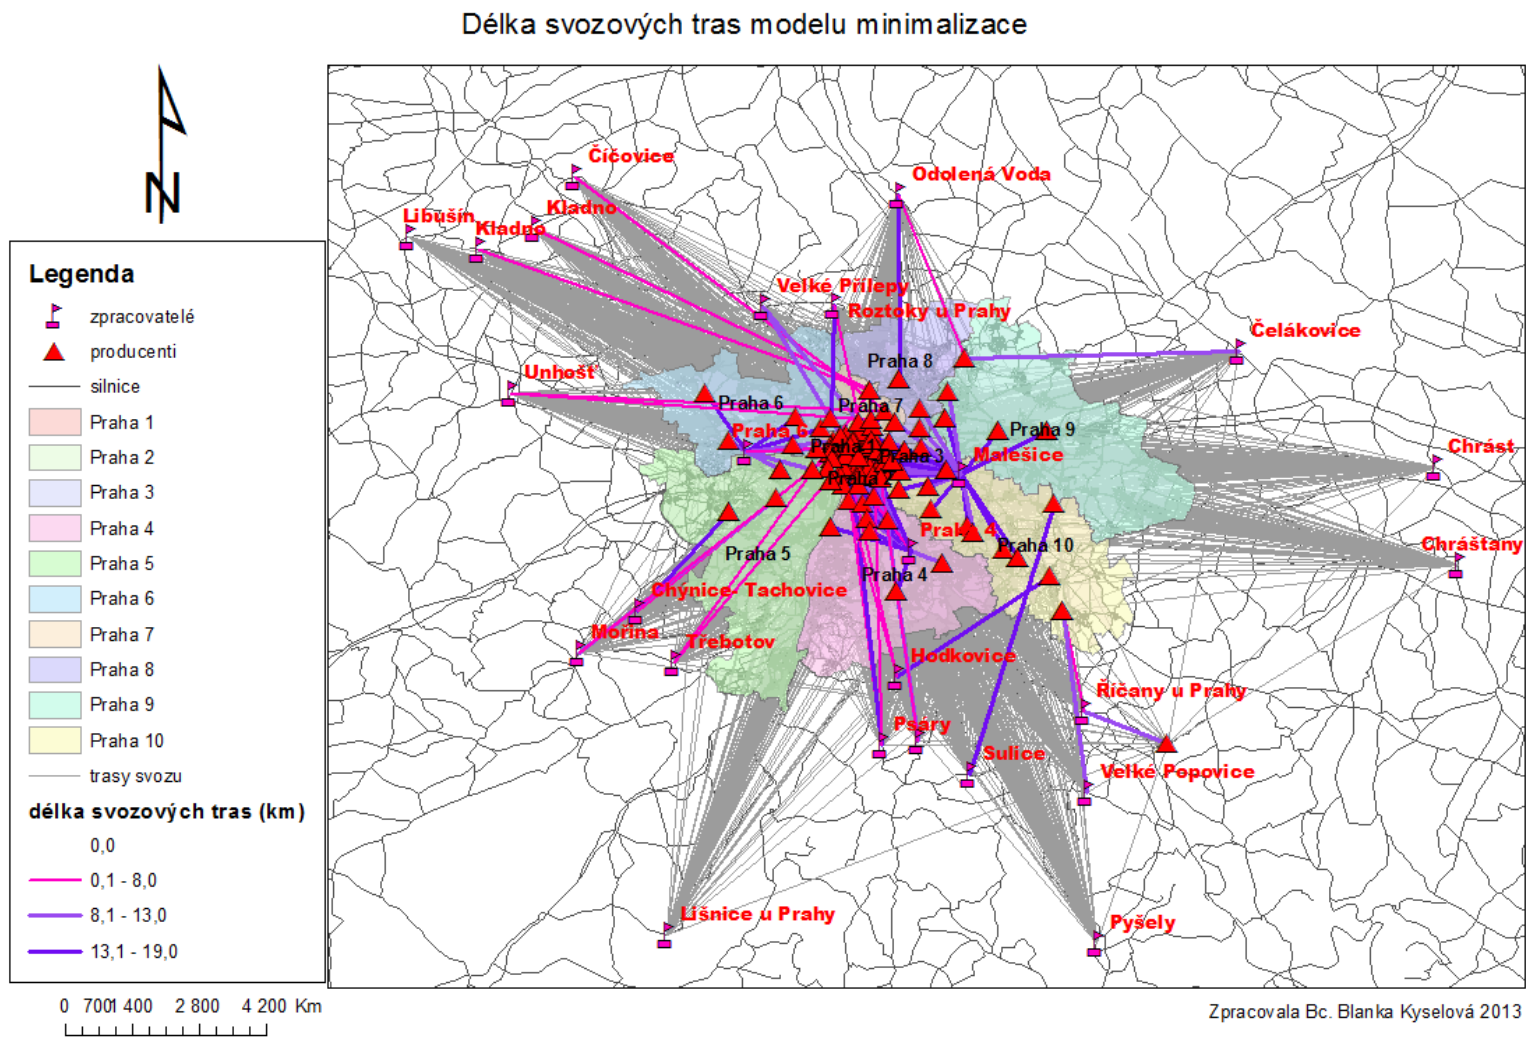 Délka svozových tras modelu minimalizace
N
Legenda
zpracovatelé
producenti
silnice
Praha 1
Praha 2
Praha 3
Praha 4
Praha 5
Praha 6
Praha 7
Praha 8
Praha 9
Praha 10
trasy svozu
délka svozových tras (km)
0,0
0,1 - 8,0
8,1 - 13,0
13,1 - 19,0
0 700 1 400 2 800 4 200 Km
Číčovice
Odolená Voda
Libušín
Kladno
Kladno
Velké Přílepy
Roztoky u Prahy
Čelákovice
Unhošť
Praha 8
Praha 6
Praha 7
Praha 6
Praha 9
Praha 1
Praha 3
Malešice
Chrást
Praha 2
Praha 4
Praha 10
Chrášťany
Praha 5
Praha 4
Chýnice- Tachovice
Mořina
Třebotov
Hodkovice
Říčany u Prahy
Psáry
Sulice
Velké Popovice
Lišnice u Prahy
Pyšely
Zpracovala Bc. Blanka Kyselová 2013